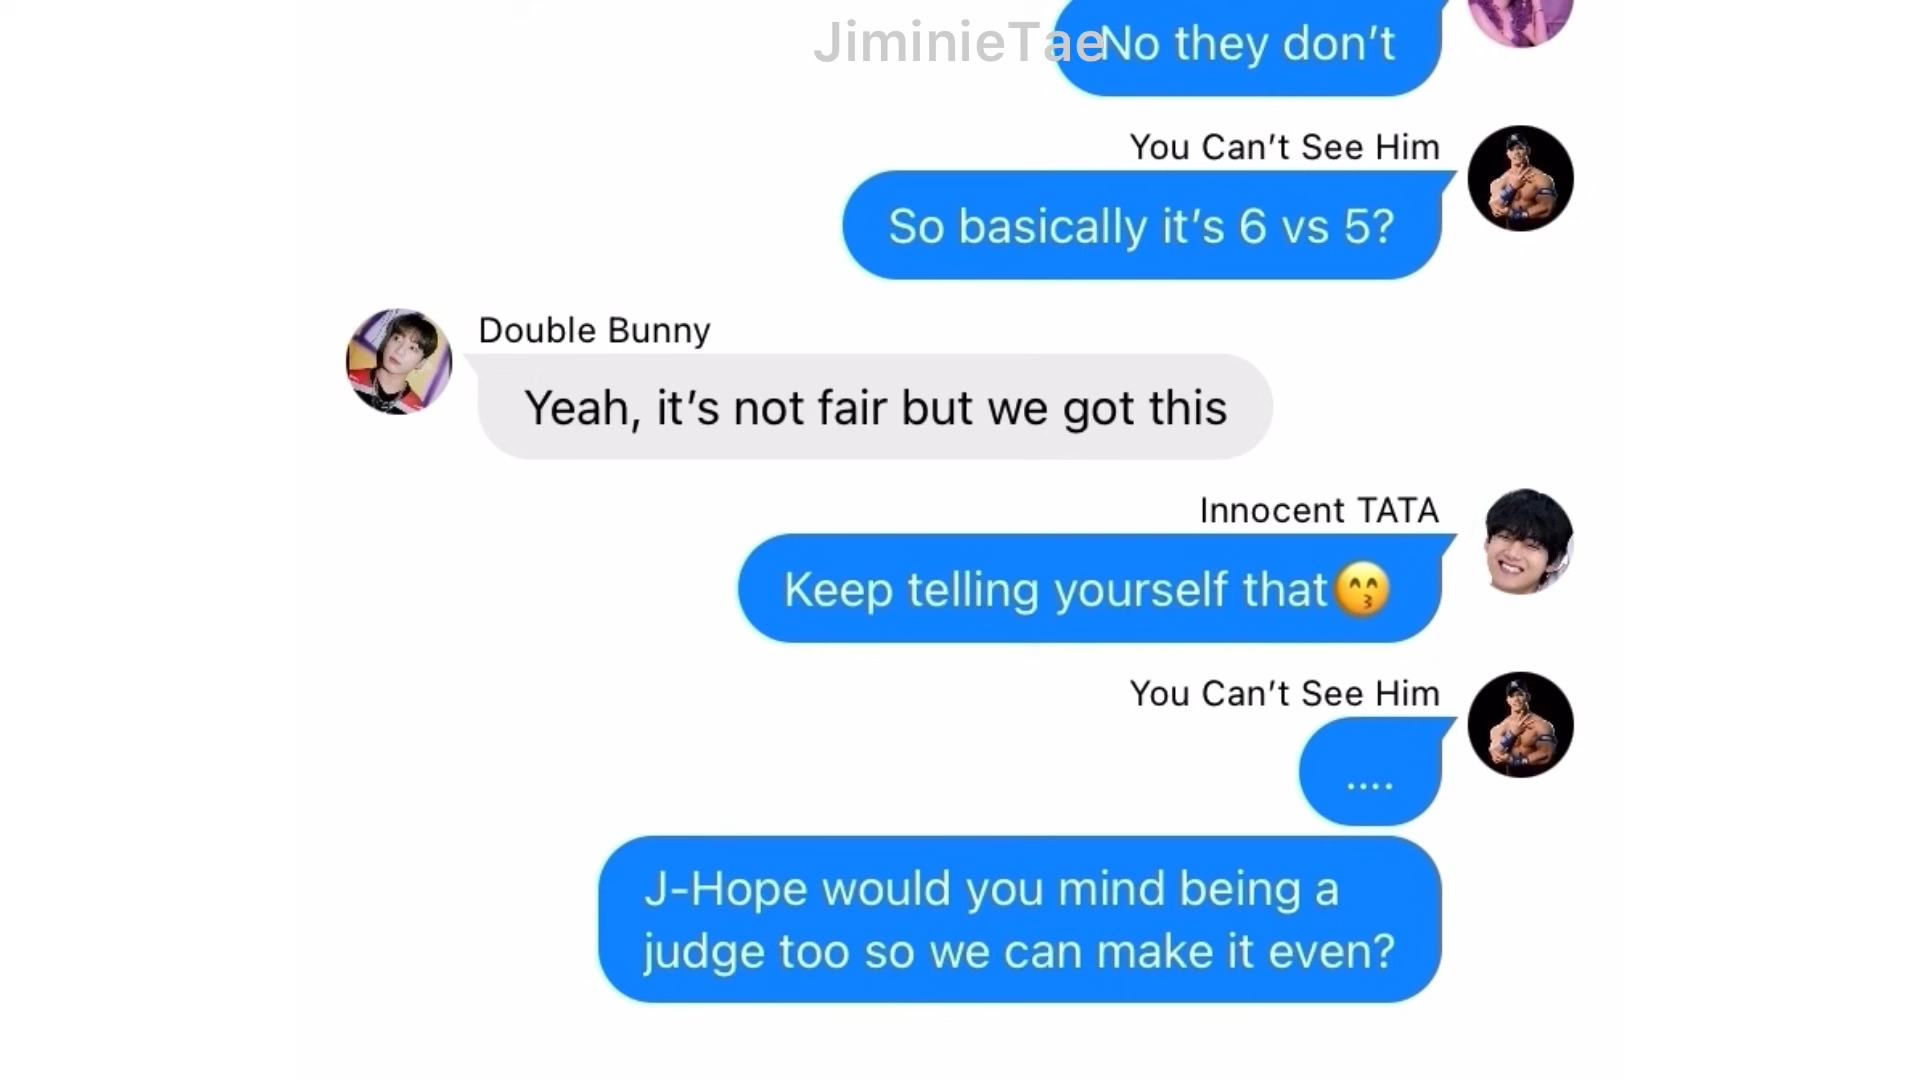 JiminieTae
No they don’t
You Can’t See Him
So basically it’s 6 vs 5?
Double Bunny
Yeah, it’s not fair but we got this
Innocent TATA
Keep telling yourself that😙
You Can’t See Him
....
J-Hope would you mind being a
judge too so we can make it even?